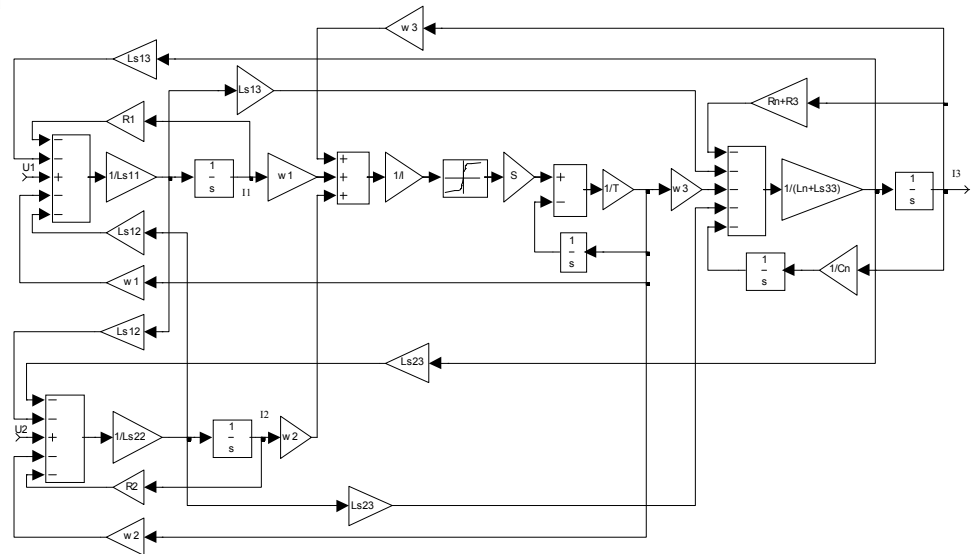 w 3
Ls13
Ls13
Rn+R3
R1
U1
1/Ls11
1
s
I1
w 1
+
+
+
1/I
S
+
−
1/T
w 3
−
−
−
−
−
1/(Ln+Ls33)
1
s
I3
−
−
+
−
−
Ls12
1
s
1
s
1/Cn
w 1
Ls12
Ls23
−
−
+
−
−
U2
1/Ls22
1
s
I2
w 2
R2
Ls23
w 2